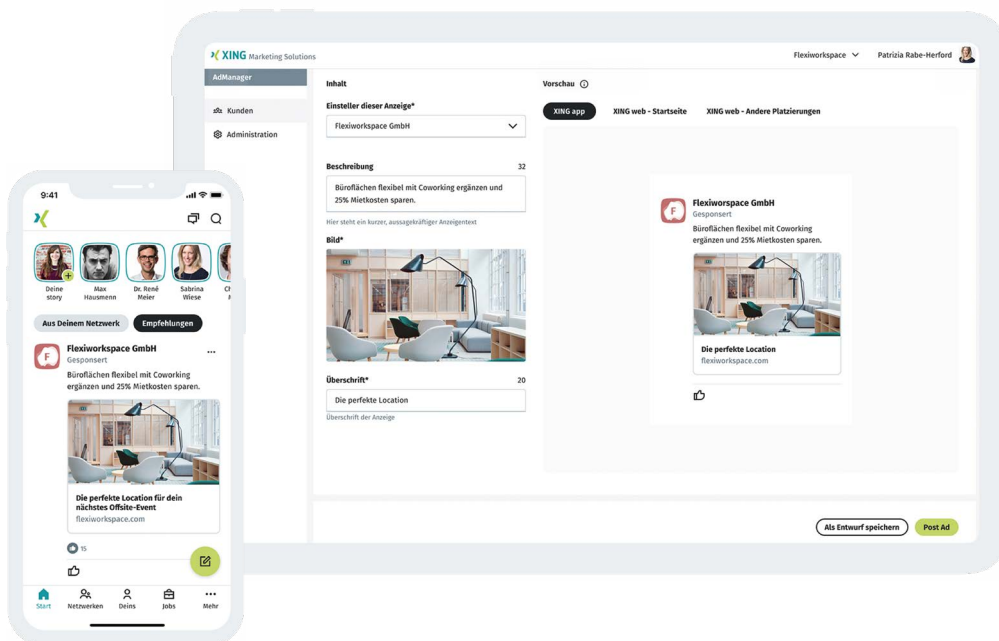 XING Marketing Solutions
Flexiworkspace
Patrizia Rabe-Herford
AdManager
Kunden
Administration
Inhalt
Einsteller dieser Anzeige*
Flexiworkspace GmbH
Beschreibung
32
Büroflächen flexibel mit Coworking ergänzen und
25% Mietkosten sparen.
Hier steht ein kurzer, aussagekräftiger Anzeigentext
Bild*
Überschrift*
20
Die perfekte Location
Überschrift der Anzeige
Vorschau
XING app
XING web - Startseite
XING web - Andere Platzierungen
F
Flexiworspace GmbH
Gesponsert
Büroflächen flexibel mit Coworking
ergänzen und 25% Mietkosten sparen.
Die perfekte Location
flexiworkspace.com
Als Entwurf speichern
Post Ad
9:41
Deine
story
Max
Hausmenn
Dr. René
Meier
Sabrina
Wiese
Aus Deinem Netzwerk
Empfehlungen
F
Flexiworkspace GmbH
Gesponsert
Büroflächen flexibel mit Coworking
ergänzen und 25% Mietkosten sparen.
Die perfekte Location für dein
nächstes Offsite-Event
flexiworkspace.com
15
Start
Netzwerken
Deins
Jobs
Mehr